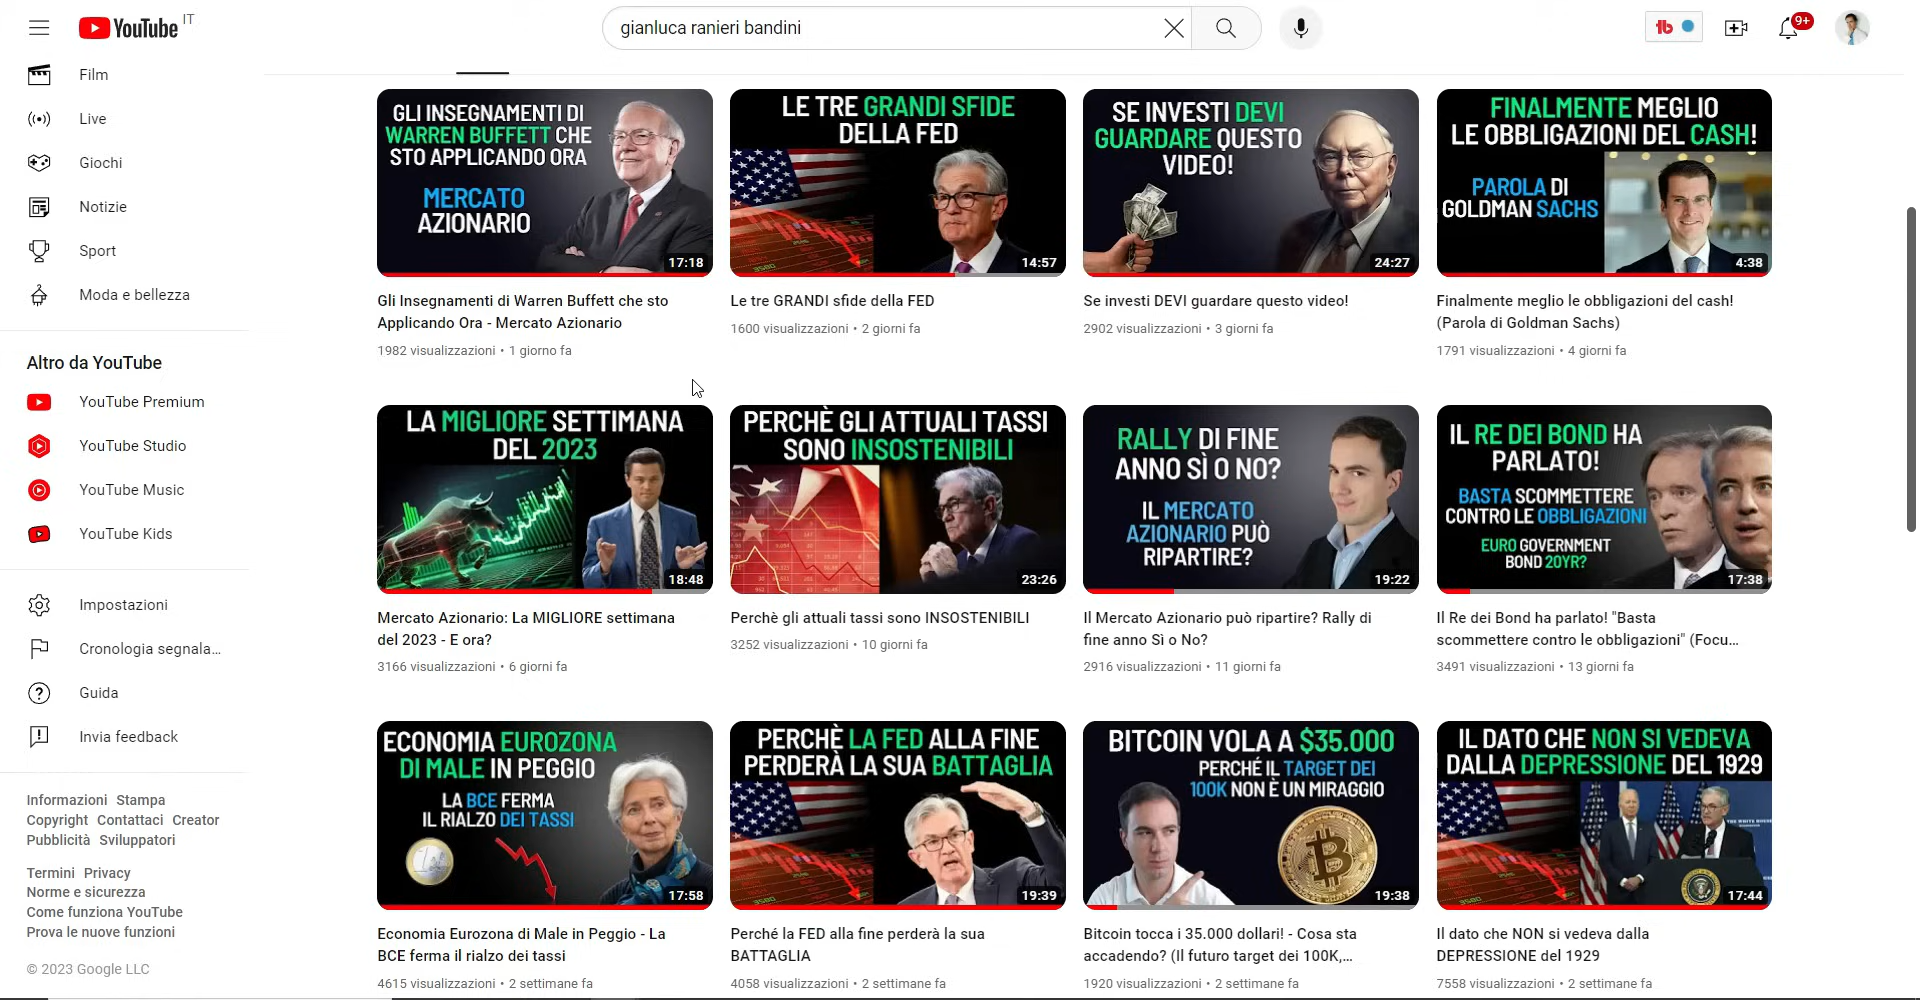 YouTube IT
gianluca ranieri bandini
9+
Film
Live
Giochi
Notizie
Sport
Moda e bellezza
Altro da YouTube
YouTube Premium
YouTube Studio
YouTube Music
YouTube Kids
Impostazioni
Cronologia segnala...
Guida
Invia feedback
Informazioni Stampa
Copyright Contattaci Creator
Pubblicità Sviluppatori
Termini Privacy
Norme e sicurezza
Come funziona YouTube
Prova le nuove funzioni
© 2023 Google LLC
GLI INSEGNAMENTI DI
WARREN BUFFETT CHE
STO APPLICANDO ORA
MERCATO
AZIONARIO
17:18
Gli Insegnamenti di Warren Buffett che sto
Applicando Ora - Mercato Azionario
1982 visualizzazioni • 1 giorno fa
LE TRE GRANDI SFIDE
DELLA FED
14:57
Le tre GRANDI sfide della FED
1600 visualizzazioni • 2 giorni fa
SE INVESTI DEVI
GUARDARE QUESTO
VIDEO!
24:27
Se investi DEVI guardare questo video!
2902 visualizzazioni • 3 giorni fa
FINALMENTE MEGLIO
LE OBBLIGAZIONI DEL CASH!
PAROLA DI
GOLDMAN SACHS
4:38
Finalmente meglio le obbligazioni del cash!
(Parola di Goldman Sachs)
1791 visualizzazioni • 4 giorni fa
LA MIGLIORE SETTIMANA
DEL 2023
18:48
Mercato Azionario: La MIGLIORE settimana
del 2023 - E ora?
3166 visualizzazioni • 6 giorni fa
PERCHÈ GLI ATTUALI TASSI
SONO INSOSTENIBILI
23:26
Perchè gli attuali tassi sono INSOSTENIBILI
3252 visualizzazioni • 10 giorni fa
RALLY DI FINE
ANNO SÌ O NO?
IL MERCATO
AZIONARIO PUÒ
RIPARTIRE?
19:22
Il Mercato Azionario può ripartire? Rally di
fine anno Sì o No?
2916 visualizzazioni • 11 giorni fa
IL RE DEI BOND HA
PARLATO!
BASTA SCOMMETTERE
CONTRO LE OBBLIGAZIONI
EURO GOVERNMENT
BOND 20YR?
17:38
Il Re dei Bond ha parlato! "Basta
scommettere contro le obbligazioni" (Focu...
3491 visualizzazioni • 13 giorni fa
ECONOMIA EUROZONA
DI MALE IN PEGGIO
LA BCE FERMA
IL RIALZO DEI TASSI
17:58
Economia Eurozona di Male in Peggio - La
BCE ferma il rialzo dei tassi
4615 visualizzazioni • 2 settimane fa
PERCHÈ LA FED ALLA FINE
PERDERÀ LA SUA BATTAGLIA
19:39
Perché la FED alla fine perderà la sua
BATTAGLIA
4058 visualizzazioni • 2 settimane fa
BITCOIN VOLA A $35.000
PERCHÉ IL TARGET DEI
100K NON È UN MIRAGGIO
19:38
Bitcoin tocca i 35.000 dollari! - Cosa sta
accadendo? (Il futuro target dei 100K,...
1920 visualizzazioni • 2 settimane fa
IL DATO CHE NON SI VEDEVA
DALLA DEPRESSIONE DEL 1929
17:44
Il dato che NON si vedeva dalla
DEPRESSIONE del 1929
7558 visualizzazioni • 2 settimane fa